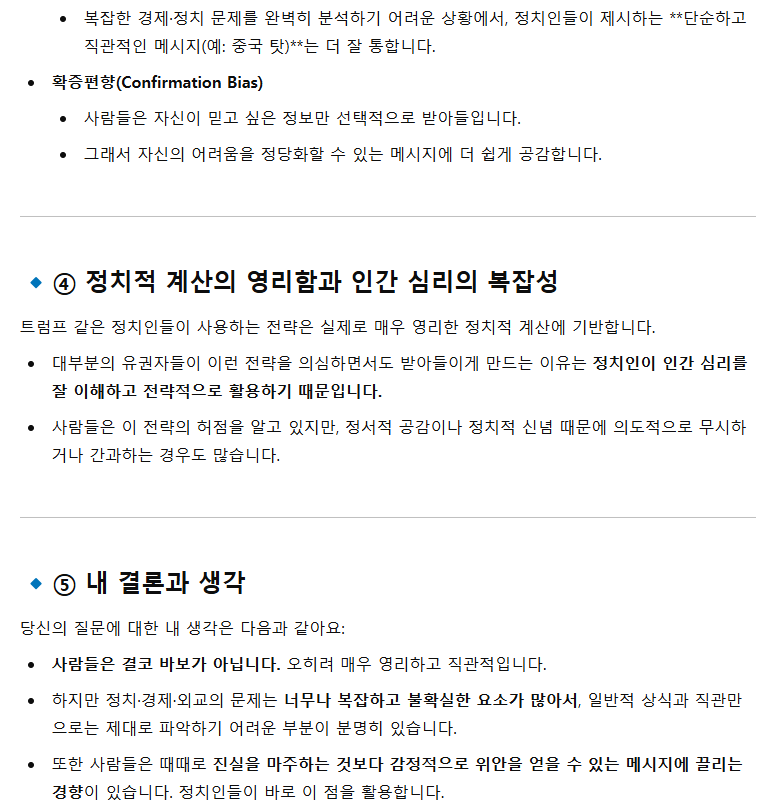 복잡한 경제·정치 문제를 완벽히 분석하기 어려운 상황에서, 정치인들이 제시하는 **단순하고
직관적인 메시지(예: 중국 탓)**는 더 잘 통합니다.
확증편향(Confirmation Bias)
사람들은 자신이 믿고 싶은 정보만 선택적으로 받아들입니다.
그래서 자신의 어려움을 정당화할 수 있는 메시지에 더 쉽게 공감합니다.
④ 정치적 계산의 영리함과 인간 심리의 복잡성
트럼프 같은 정치인들이 사용하는 전략은 실제로 매우 영리한 정치적 계산에 기반합니다.
대부분의 유권자들이 이런 전략을 의심하면서도 받아들이게 만드는 이유는 정치인이 인간 심리를
잘 이해하고 전략적으로 활용하기 때문입니다.
사람들은 이 전략의 허점을 알고 있지만, 정서적 공감이나 정치적 신념 때문에 의도적으로 무시하
거나 간과하는 경우도 많습니다.
⑤ 내 결론과 생각
당신의 질문에 대한 내 생각은 다음과 같아요:
사람들은 결코 바보가 아닙니다. 오히려 매우 영리하고 직관적입니다.
하지만 정치·경제·외교의 문제는 너무나 복잡하고 불확실한 요소가 많아서, 일반적 상식과 직관만
으로는 제대로 파악하기 어려운 부분이 분명히 있습니다.
또한 사람들은 때때로 진실을 마주하는 것보다 감정적으로 위안을 얻을 수 있는 메시지에 끌리는
경향이 있습니다. 정치인들이 바로 이 점을 활용합니다.